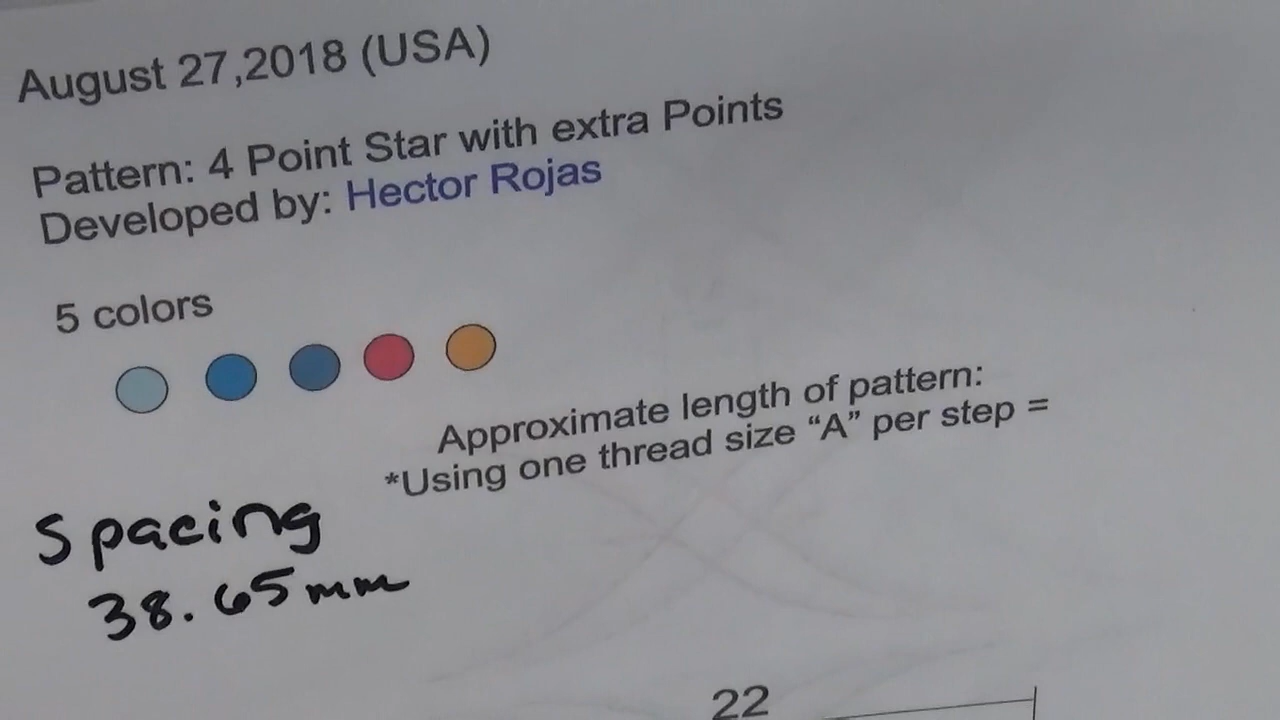 August 27,2018 (USA)
Pattern: 4 Point Star with extra Points
Developed by: Hector Rojas
5 colors
Approximate length of pattern:
*Using one thread size “A” per step =
Spacing
38.65mm
22